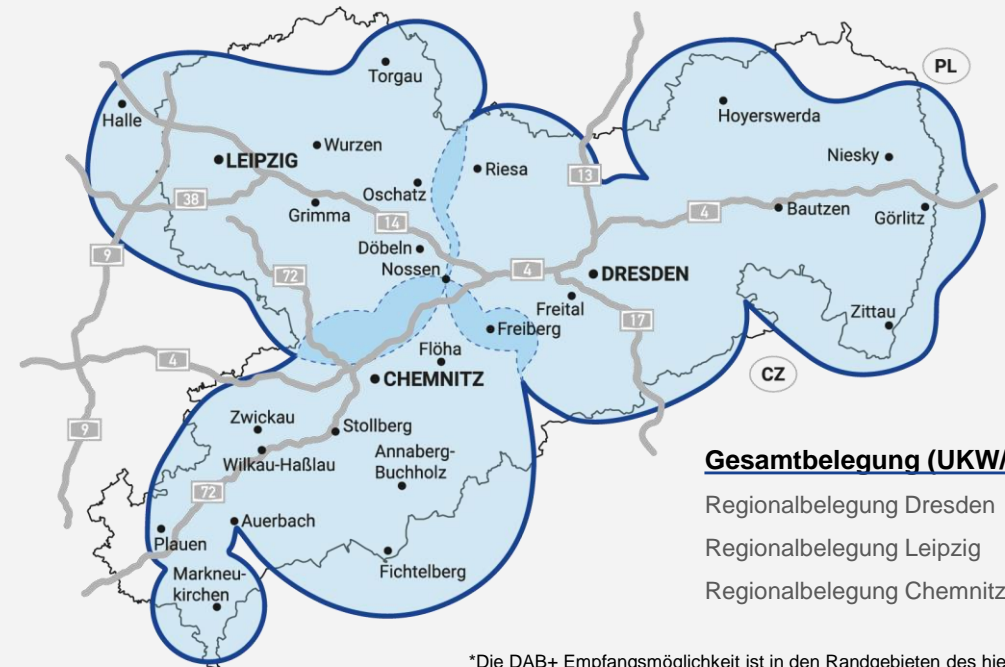 Torgau
PL
Halle
Hoyerswerda
Wurzen
LEIPZIG
Niesky
Riesa
13
Oschatz
38
Grimma
14
4
Bautzen
Görlitz
Döbeln
9
Nossen
72
4
DRESDEN
Freital
17
Zittau
Freiberg
4
Flöha
CHEMNITZ
CZ
Zwickau
9
Stollberg
Wilkau-Haßlau
Annaberg-
Buchholz
72
Auerbach
Plauen
Fichtelberg
Markneu-
kirchen
Gesamtbelegung (UKW/
Regionalbelegung Dresden
Regionalbelegung Leipzig
Regionalbelegung Chemnitz
*Die DAB+ Empfangsmöglichkeit ist in den Randgebieten des hie